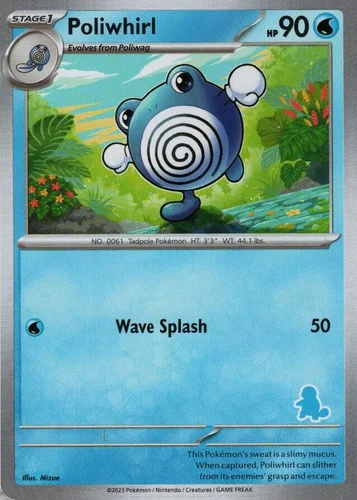 STAGE1
Poliwhirl
HP 90
Evolves from Poliwag
NO. 0061 Tadpole Pokémon HT: 3'3" WT: 44.1 lbs.
Wave Splash 50
This Pokémon's sweat is a slimy mucus.
When captured, Poliwhirl can slither
from its enemies' grasp and escape.
Illus. Mizue
©2023 Pokémon / Nintendo / Creatures / GAME FREAK